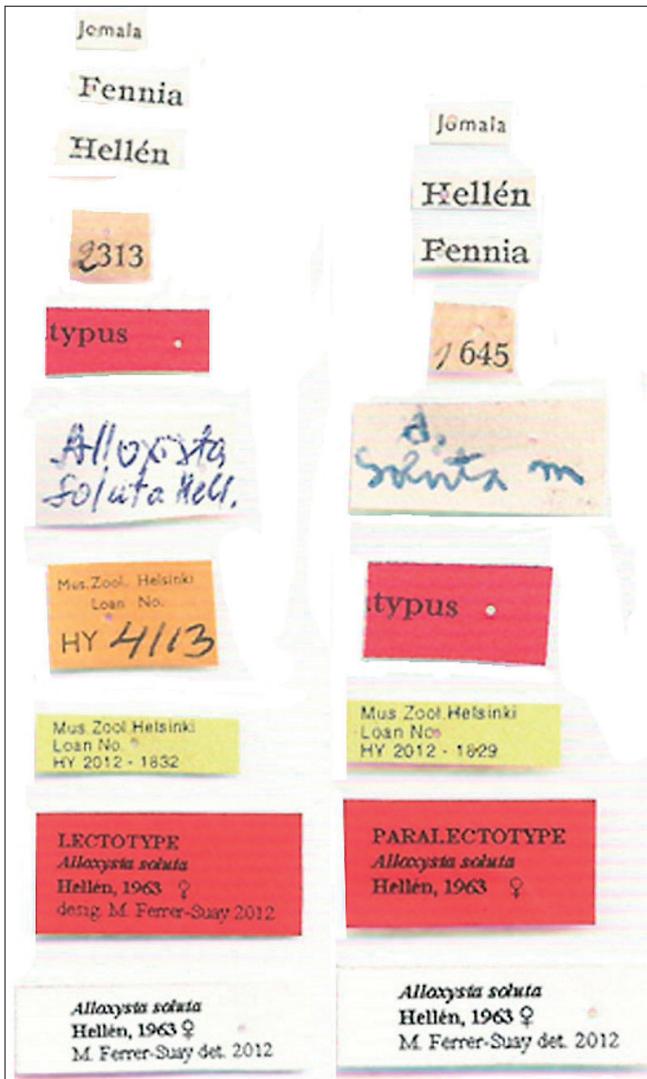 Jomala
Fennia
Hellén
2313
typus
Alloxista
soluta Hell.
Mus. Zool. Helsinki
Loan No.
HY 4113
Mus. Zool. Helsinki
Loan No.
HY 2012 - 1832
LECTOTYPE
Alloxysta soluta
Hellén, 1963 ♀
desig. M. Ferrer-Suay 2012
Alloxysta soluta
Hellén, 1963 ♀
M. Ferrer-Suay det. 2012
Jomala
Hellén
Fennia
1645
typus
A.
soluta m
Mus. Zool. Helsinki
Loan No.
HY 2012 - 1829
PARALECTOTYPE
Alloxysta soluta
Hellén, 1963 ♀
Alloxysta soluta
Hellén, 1963 ♀
M. Ferrer-Suay det. 2012